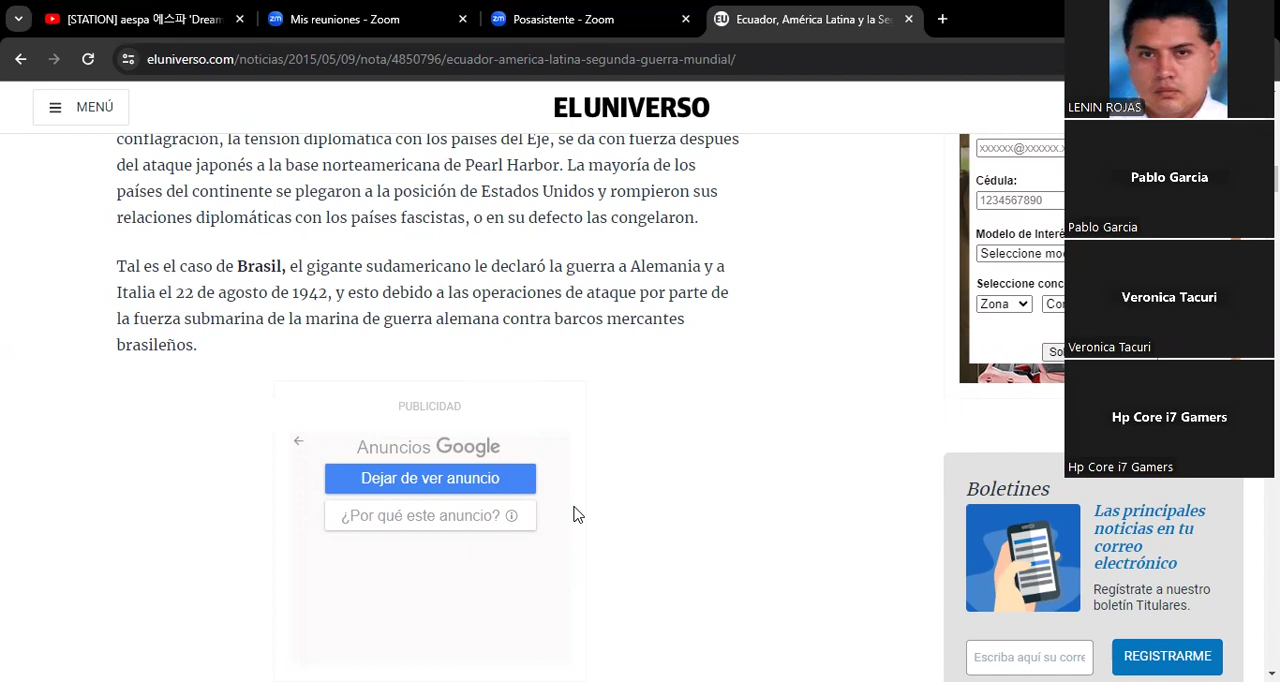 [STATION] aespa 에스파 'Dream
Mis reuniones - Zoom
Posasistente - Zoom
Ecuador, América Latina y la Se
eluniverso.com/noticias/2015/05/09/nota/4850796/ecuador-america-latina-segunda-guerra-mundial/
MENÚ
EL UNIVERSO
conflagración, la tensión diplomática con los países del Eje, se da con fuerza después
del ataque japonés a la base norteamericana de Pearl Harbor. La mayoría de los
países del continente se plegaron a la posición de Estados Unidos y rompieron sus
relaciones diplomáticas con los países fascistas, o en su defecto las congelaron.
Tal es el caso de Brasil, el gigante sudamericano le declaró la guerra a Alemania y a
Italia el 22 de agosto de 1942, y esto debido a las operaciones de ataque por parte de
la fuerza submarina de la marina de guerra alemana contra barcos mercantes
brasileños.
PUBLICIDAD
Anuncios Google
Dejar de ver anuncio
¿Por qué este anuncio?
xxxxxx@xxxxxx.x
Cédula:
1234567890
Modelo de Interé
Seleccione mo
Seleccione conc
Zona
Co
So
Boletines
Las principales
noticias en tu
correo
electrónico
Regístrate a nuestro
boletín Titulares.
Escriba aquí su corre
REGISTRARME
LENIN ROJAS
Pablo Garcia
Pablo Garcia
Veronica Tacuri
Veronica Tacuri
Hp Core i7 Gamers
Hp Core i7 Gamers